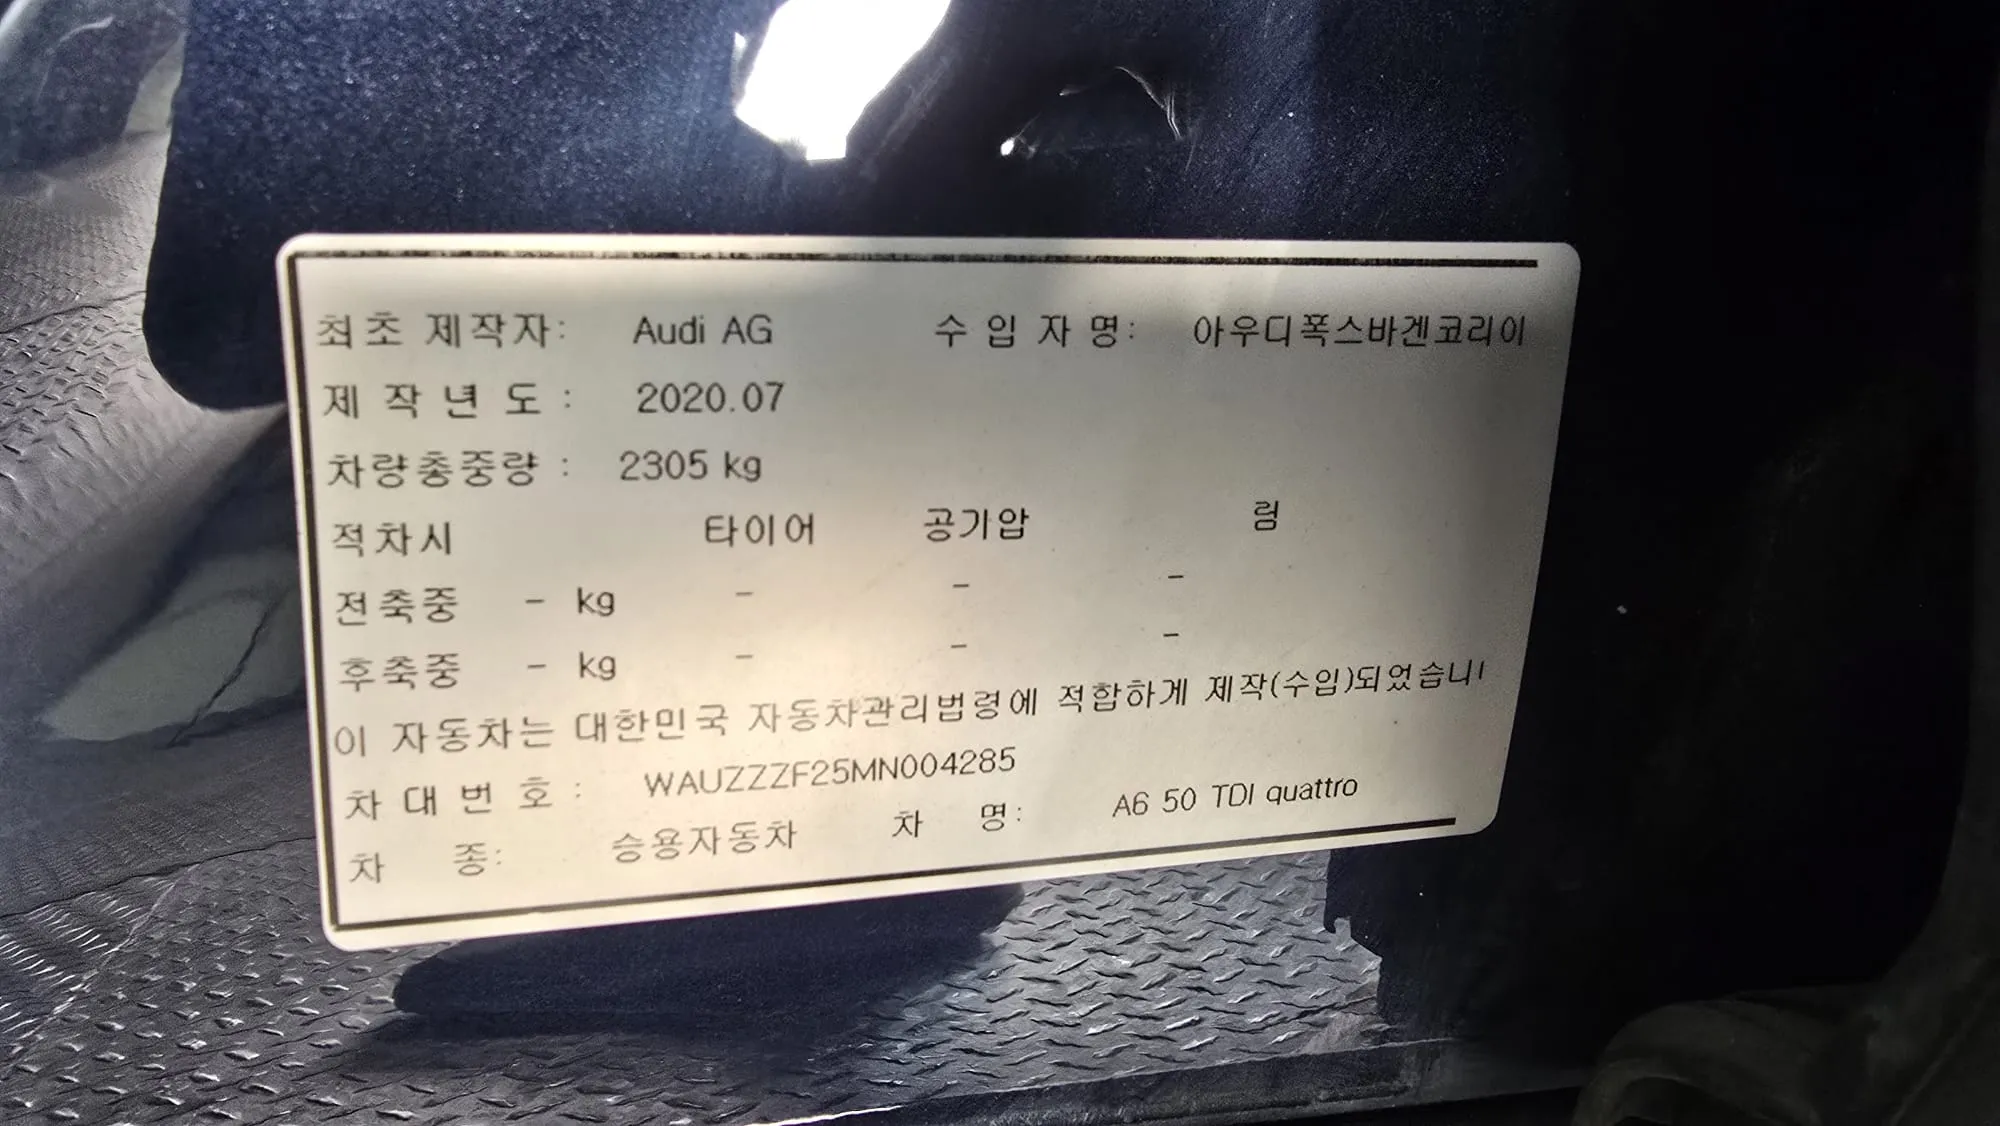 최초 제작자: Audi AG 수 입 자 명: 아우디폭스바겐코리아
제 작 년 도 : 2020.07
차량총중량 : 2305 kg
적차시 타이어 공기압 림
전축중 - kg - - -
후축중 - kg - - -
이 자동차는 대한민국 자동차관리법령에 적합하게 제작(수입)되었습니
차 대 번 호 : WAUZZZF25MN004285
차 종: 승용자동차 차 명: A6 50 TDI quattro